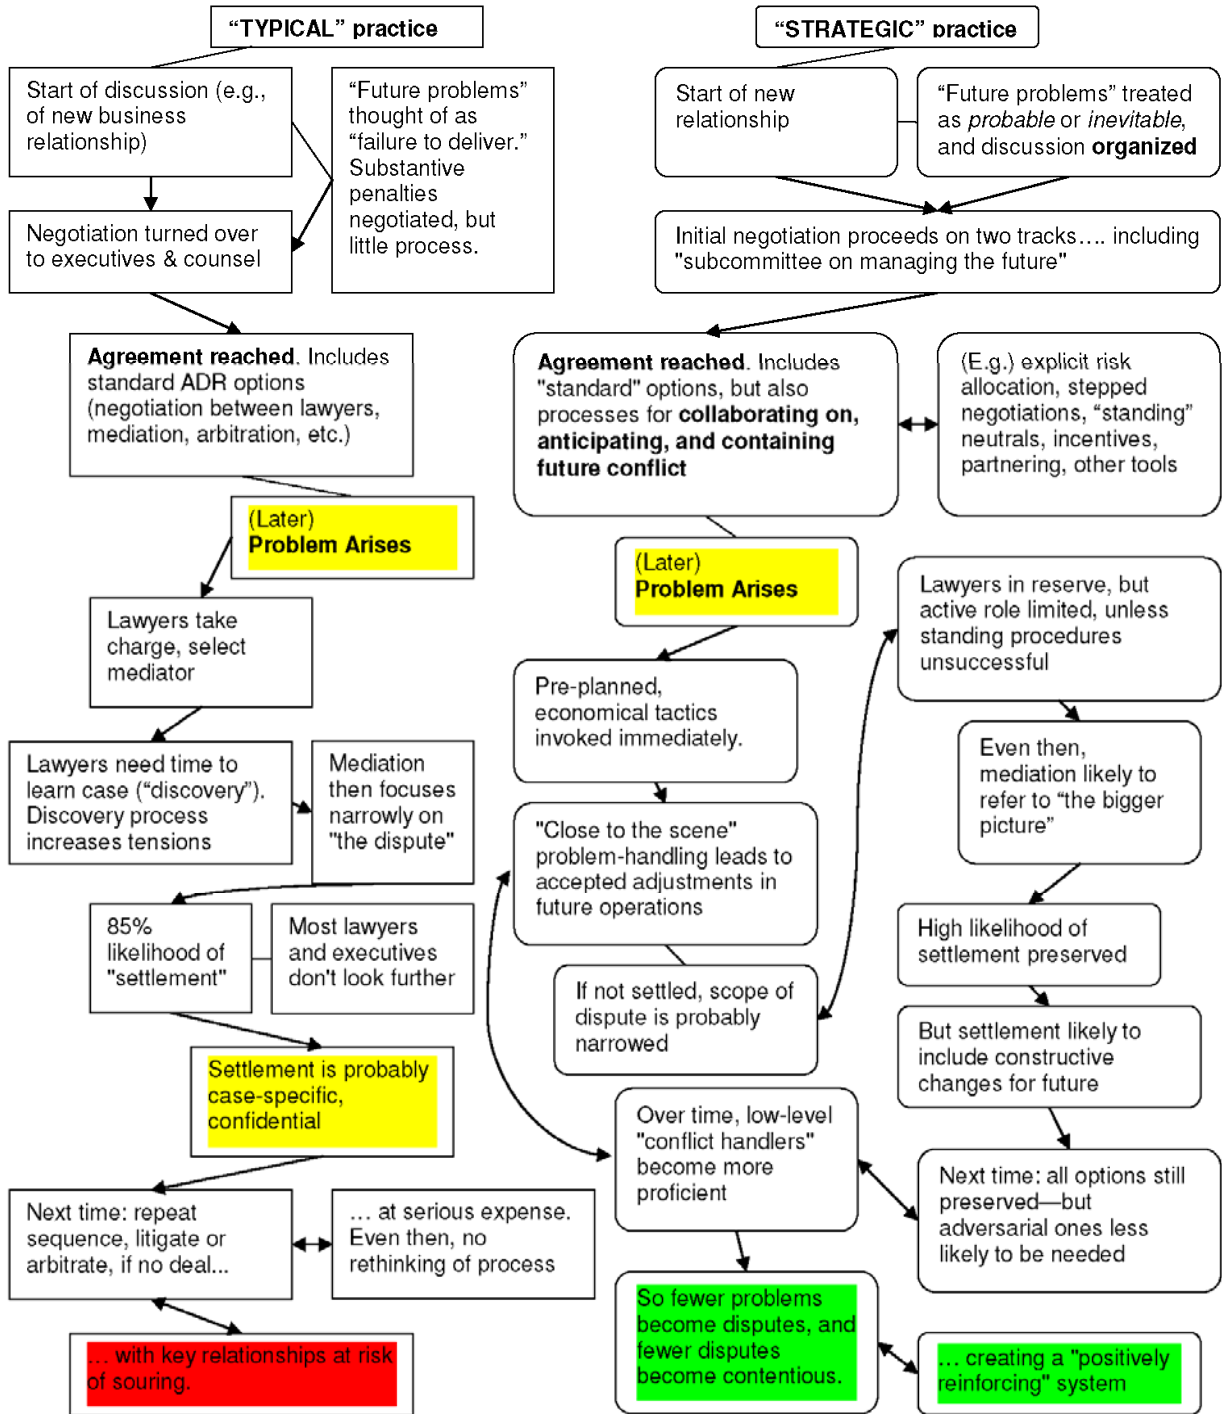 “TYPICAL” practice
Start of discussion (e.g.,
of new business
relationship)
“Future problems”
thought of as
“failure to deliver.”
Substantive
penalties
negotiated, but
little process.
Negotiation turned over
to executives & counsel
Agreement reached. Includes
standard ADR options
(negotiation between lawyers,
mediation, arbitration, etc.)
(Later)
Problem Arises
Lawyers take
charge, select
mediator
Lawyers need time to
learn case (“discovery”).
Discovery process
increases tensions
Mediation
then focuses
narrowly on
"the dispute"
85%
likelihood of
"settlement"
Most lawyers
and executives
don't look further
Settlement is probably
case-specific,
confidential
Next time: repeat
sequence, litigate or
arbitrate, if no deal...
… at serious expense.
Even then, no
rethinking of process
… with key relationships at risk
of souring.
“STRATEGIC” practice
Start of new
relationship
“Future problems” treated
as probable or inevitable,
and discussion organized
Initial negotiation proceeds on two tracks…. including
"subcommittee on managing the future"
Agreement reached. Includes
"standard" options, but also
processes for collaborating on,
anticipating, and containing
future conflict
(E.g.) explicit risk
allocation, stepped
negotiations, “standing”
neutrals, incentives,
partnering, other tools
(Later)
Problem Arises
Pre-planned,
economical tactics
invoked immediately.
"Close to the scene"
problem-handling leads to
accepted adjustments in
future operations
If not settled, scope of
dispute is probably
narrowed
Lawyers in reserve, but
active role limited, unless
standing procedures
unsuccessful
Even then,
mediation likely to
refer to “the bigger
picture”
High likelihood of
settlement preserved
But settlement likely to
include constructive
changes for future
Over time, low-level
"conflict handlers"
become more
proficient
Next time: all options still
preserved—but
adversarial ones less
likely to be needed
So fewer problems
become disputes, and
fewer disputes
become contentious.
… creating a "positively
reinforcing" system